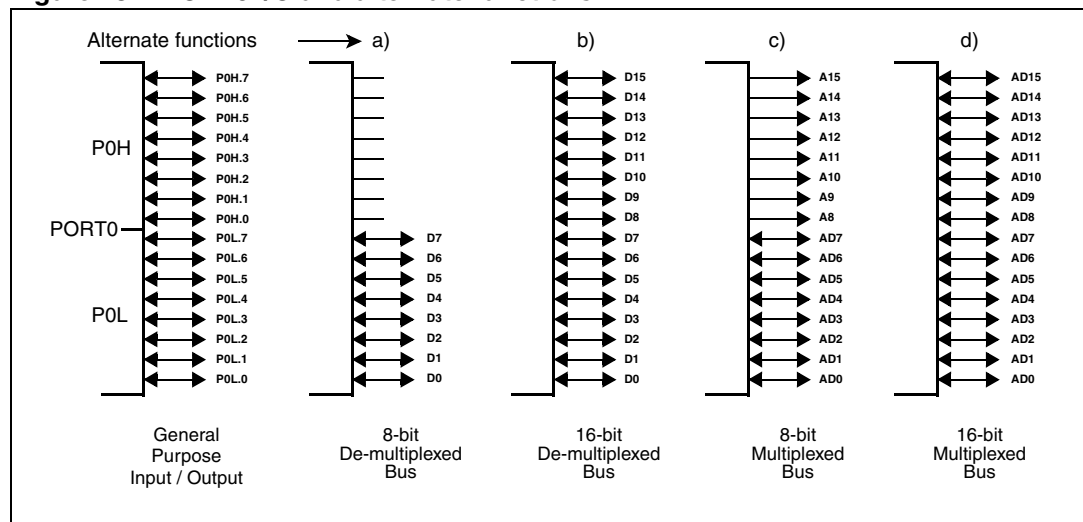 Alternate functions a) b) c) d)
P0H.7 D15 A15 AD15
P0H.6 D14 A14 AD14
P0H.5 D13 A13 AD13
P0H.4 D12 A12 AD12
P0H
P0H.3 D11 A11 AD11
P0H.2 D10 A10 AD10
P0H.1 D9 A9 AD9
P0H.0 D8 A8 AD8
PORT0
P0L.7 D7 D7 AD7 AD7
P0L.6 D6 D6 AD6 AD6
P0L.5 D5 D5 AD5 AD5
P0L.4 D4 D4 AD4 AD4
P0L
P0L.3 D3 D3 AD3 AD3
P0L.2 D2 D2 AD2 AD2
P0L.1 D1 D1 AD1 AD1
P0L.0 D0 D0 AD0 AD0
General
Purpose
Input / Output
8-bit
De-multiplexed
Bus
16-bit
De-multiplexed
Bus
8-bit
Multiplexed
Bus
16-bit
Multiplexed
Bus